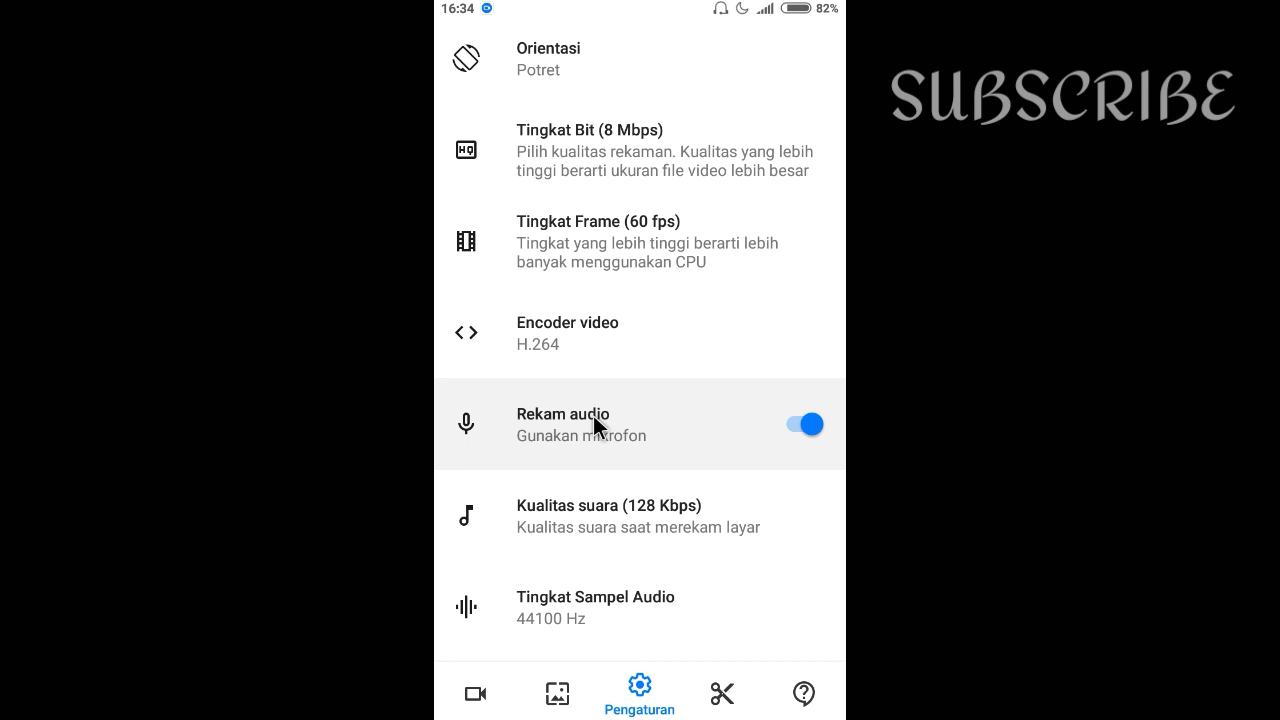 16:34
82%
SUBSCRIBE
Orientasi
Potret
HQ
Tingkat Bit (8 Mbps)
Pilih kualitas rekaman. Kualitas yang lebih
tinggi berarti ukuran file video lebih besar
Tingkat Frame (60 fps)
Tingkat yang lebih tinggi berarti lebih
banyak menggunakan CPU
Encoder video
H.264
Rekam audio
Gunakan mikrofon
Kualitas suara (128 Kbps)
Kualitas suara saat merekam layar
Tingkat Sampel Audio
44100 Hz
Pengaturan